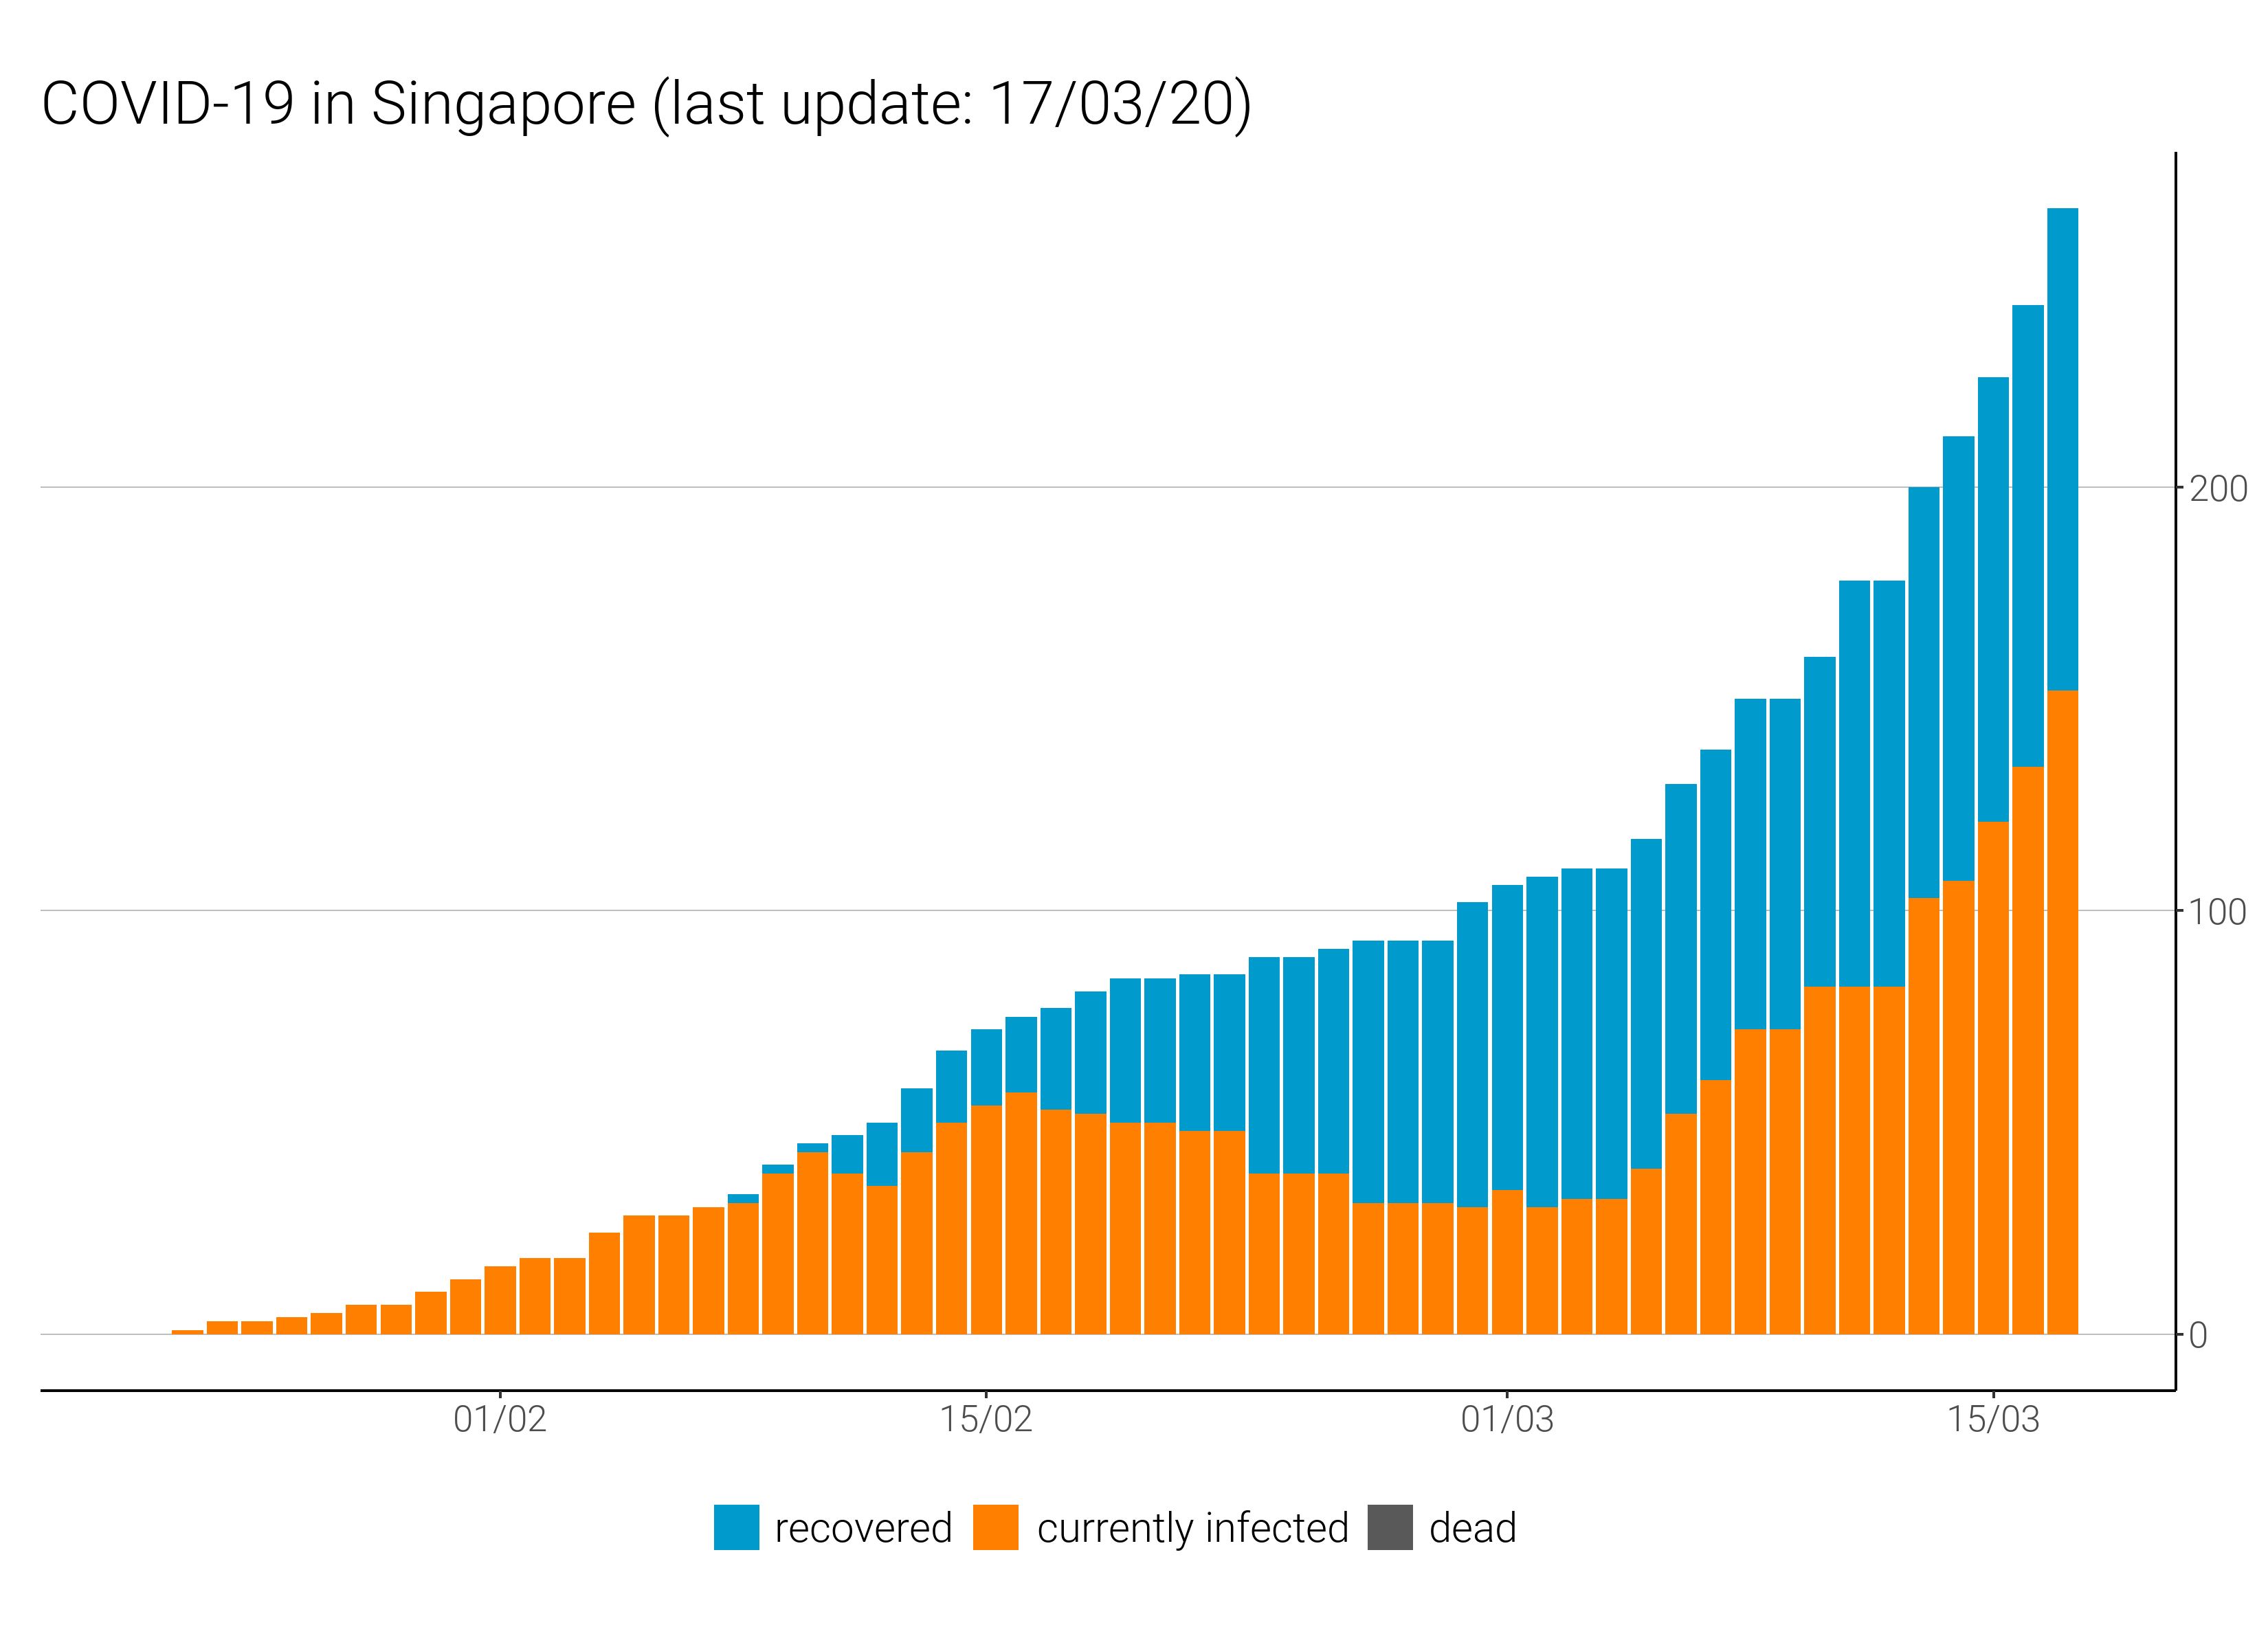 COVID-19 in Singapore (last update: 17/03/20)
200
100
0
01/02 15/02 01/03 15/03
recovered currently infected dead